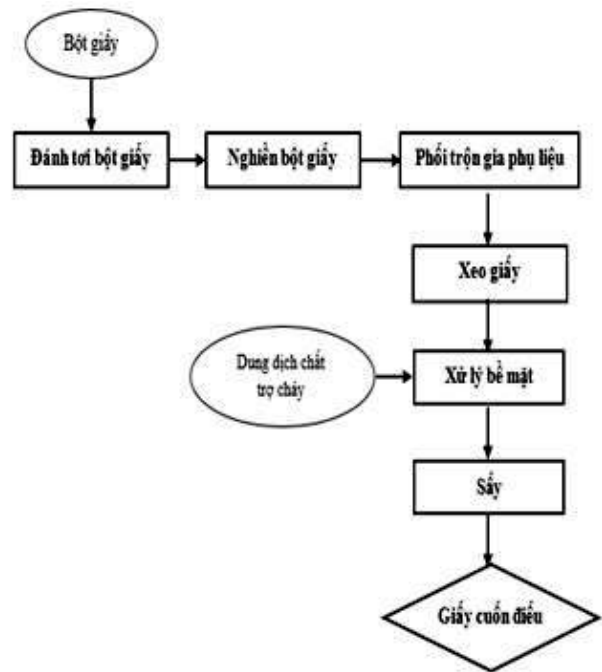 Bột giấy
Đánh tơi bột giấy
Nghiền bột giấy
Phối trộn gia phụ liệu
Xeo giấy
Dung dịch chất
trợ cháy
Xử lý bề mặt
Sấy
Giấy cuốn điếu